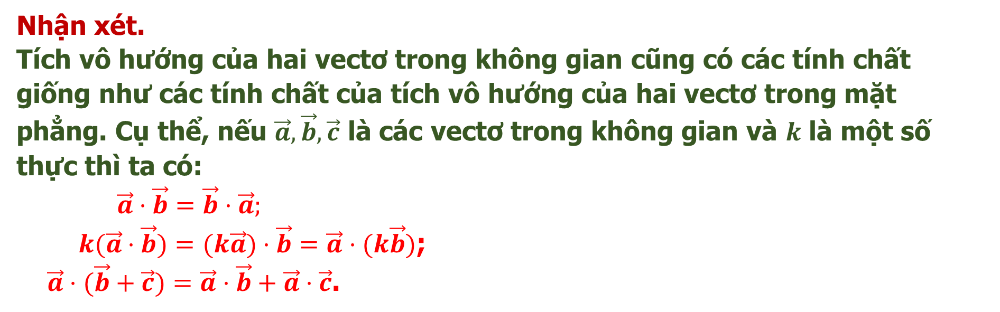 Nhận xét.
Tích vô hướng của hai vectơ trong không gian cũng có các tính chất
giống như các tính chất của tích vô hướng của hai vectơ trong mặt
phẳng. Cụ thể, nếu $\vec{a}, \vec{b}, \vec{c}$ là các vectơ trong không gian và $k$ là một số
thực thì ta có:
$\vec{a} \cdot \vec{b} = \vec{b} \cdot \vec{a}$;
$k(\vec{a} \cdot \vec{b}) = (k\vec{a}) \cdot \vec{b} = \vec{a} \cdot (k\vec{b})$;
$\vec{a} \cdot (\vec{b} + \vec{c}) = \vec{a} \cdot \vec{b} + \vec{a} \cdot \vec{c}$.